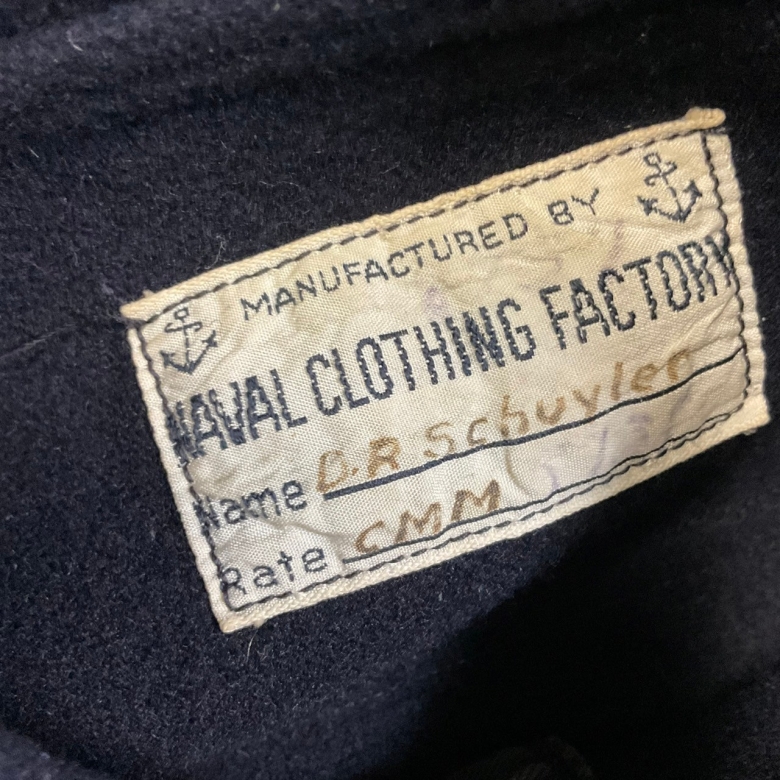 MANUFACTURED BY
NAVAL CLOTHING FACTORY
Name D.R Schuyler
Rate CMM